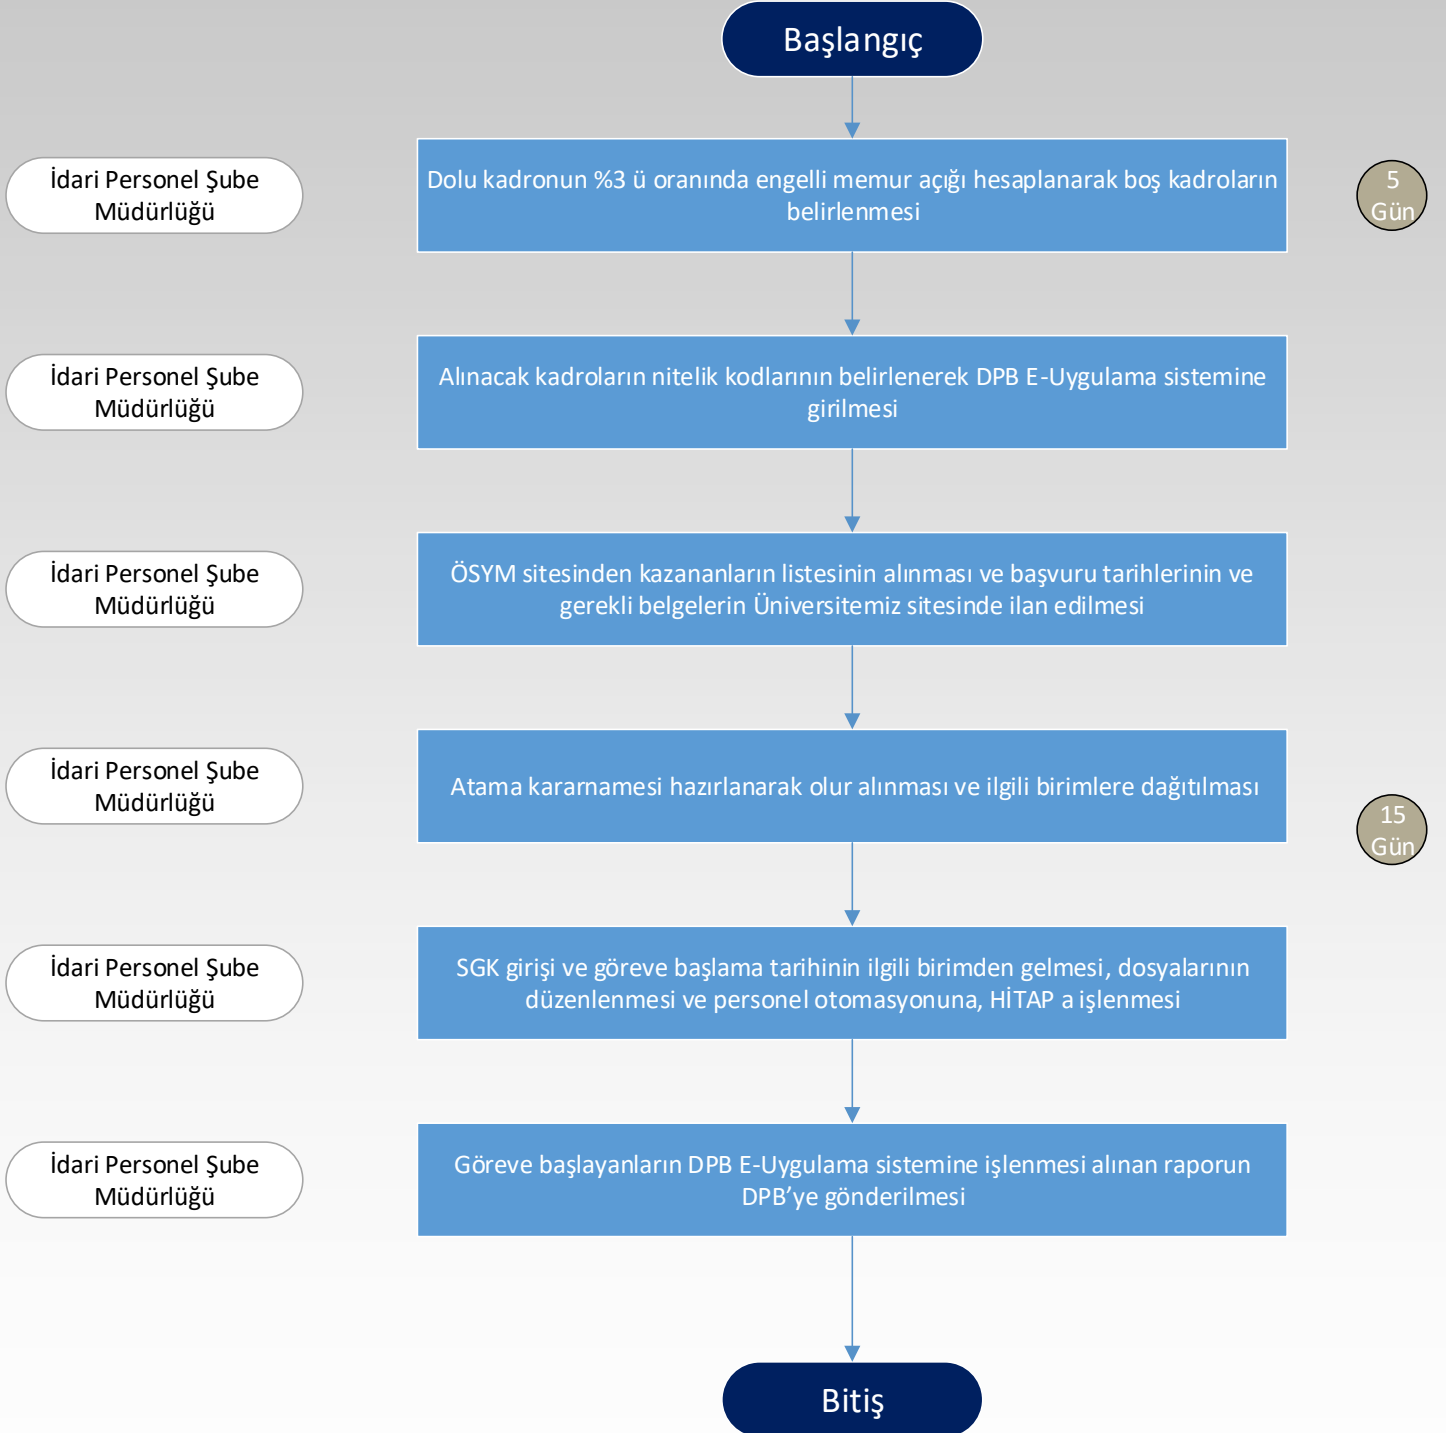 Başlangıç
İdari Personel Şube
Müdürlüğü
Dolu kadronun %3 ü oranında engelli memur açığı hesaplanarak boş kadroların
belirlenmesi
5
Gün
İdari Personel Şube
Müdürlüğü
Alınacak kadroların nitelik kodlarının belirlenerek DPB E-Uygulama sistemine
girilmesi
İdari Personel Şube
Müdürlüğü
ÖSYM sitesinden kazananların listesinin alınması ve başvuru tarihlerinin ve
gerekli belgelerin Üniversitemiz sitesinde ilan edilmesi
İdari Personel Şube
Müdürlüğü
Atama kararnamesi hazırlanarak olur alınması ve ilgili birimlere dağıtılması
15
Gün
İdari Personel Şube
Müdürlüğü
SGK girişi ve göreve başlama tarihinin ilgili birimden gelmesi, dosyalarının
düzenlenmesi ve personel otomasyonuna, HİTAP a işlenmesi
İdari Personel Şube
Müdürlüğü
Göreve başlayanların DPB E-Uygulama sistemine işlenmesi alınan raporun
DPB’ye gönderilmesi
Bitiş